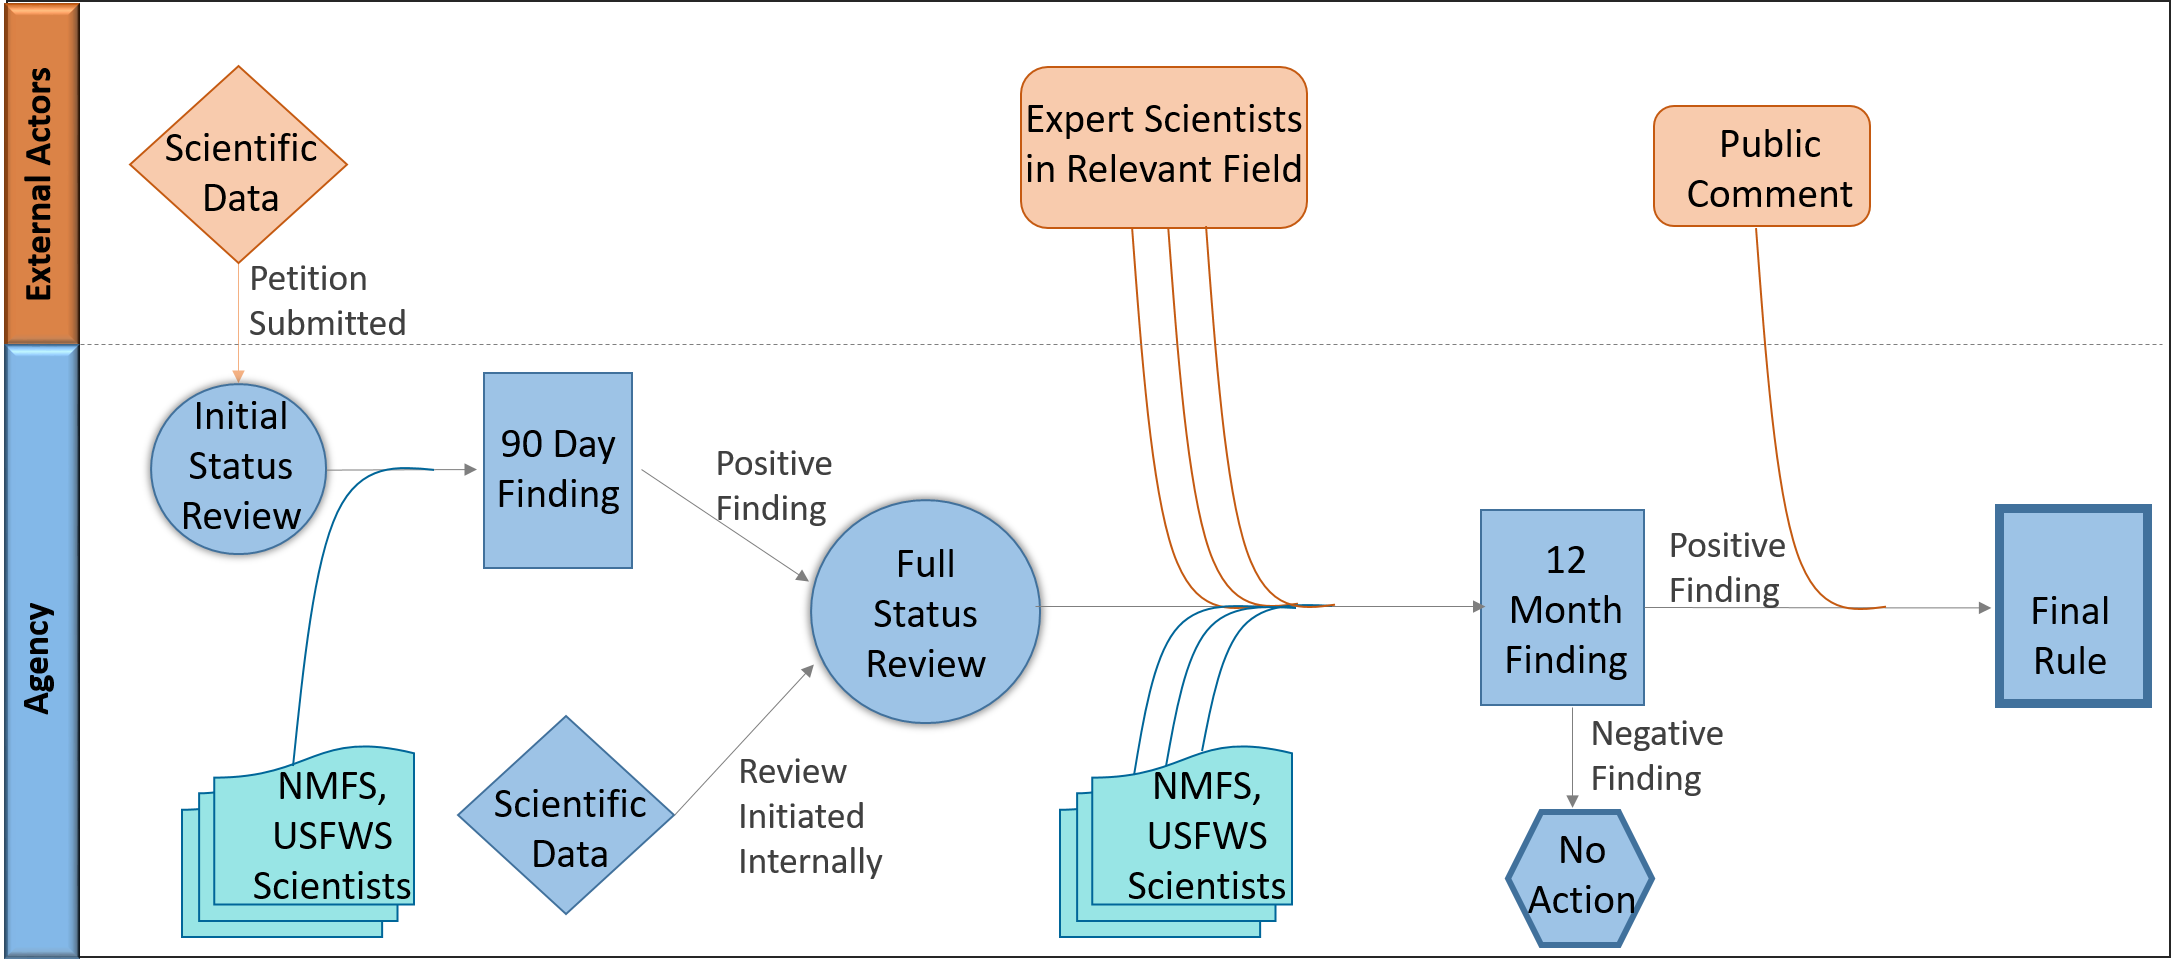 External Actors
Scientific
Data
Petition
Submitted
Expert Scientists
in Relevant Field
Public
Comment
Agency
Initial
Status
Review
90 Day
Finding
Positive
Finding
Full
Status
Review
NMFS,
USFWS
Scientists
Scientific
Data
Review
Initiated
Internally
NMFS,
USFWS
Scientists
12
Month
Finding
Positive
Finding
Final
Rule
Negative
Finding
No
Action